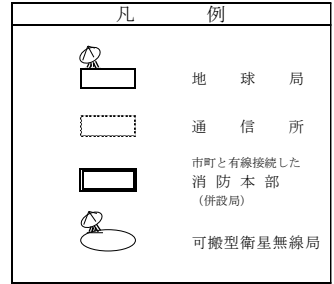 凡例
地球局
通信所
市町と有線接続した
消防本部
（併設局）
可搬型衛星無線局